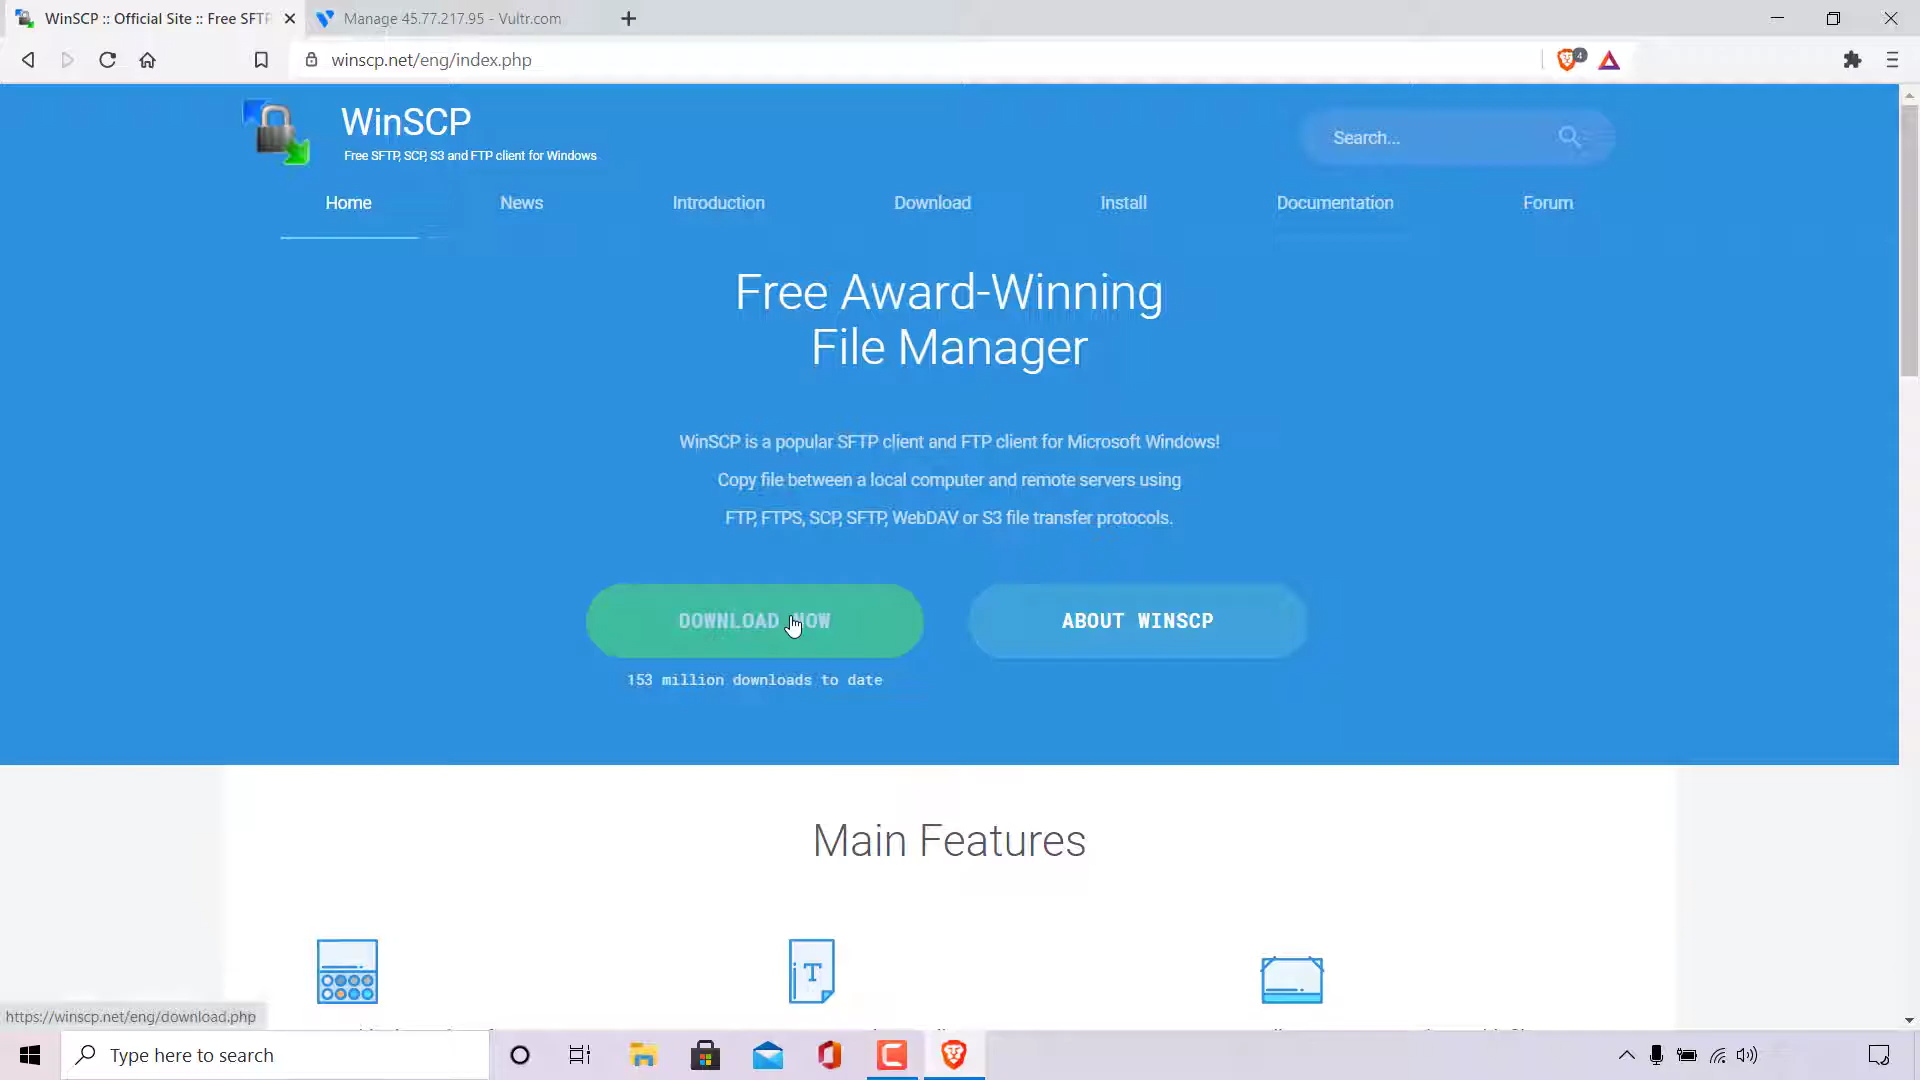 WinSCP :: Official Site :: Free SFTP
Manage 45.77.217.95 - Vultr.com
winscp.net/eng/index.php
4
WinSCP
Free SFTP, SCP, S3 and FTP client for Windows
Search...
Home
News
Introduction
Download
Install
Documentation
Forum
Free Award-Winning
File Manager
WinSCP is a popular SFTP client and FTP client for Microsoft Windows!
Copy file between a local computer and remote servers using
FTP, FTPS, SCP, SFTP, WebDAV or S3 file transfer protocols.
DOWNLOAD NOW
ABOUT WINSCP
153 million downloads to date
Main Features
T
https://winscp.net/eng/download.php
Type here to search